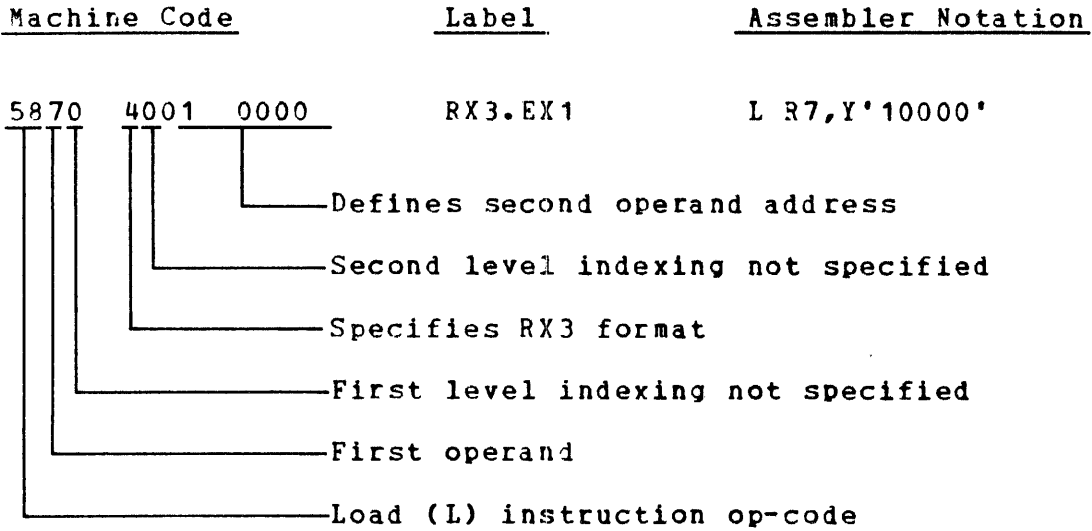 Machine Code Label Assembler Notation
5870 4001 0000 RX3.EX1 L R7,Y'10000'
Defines second operand address
Second level indexing not specified
Specifies RX3 format
First level indexing not specified
First operand
Load (L) instruction op-code